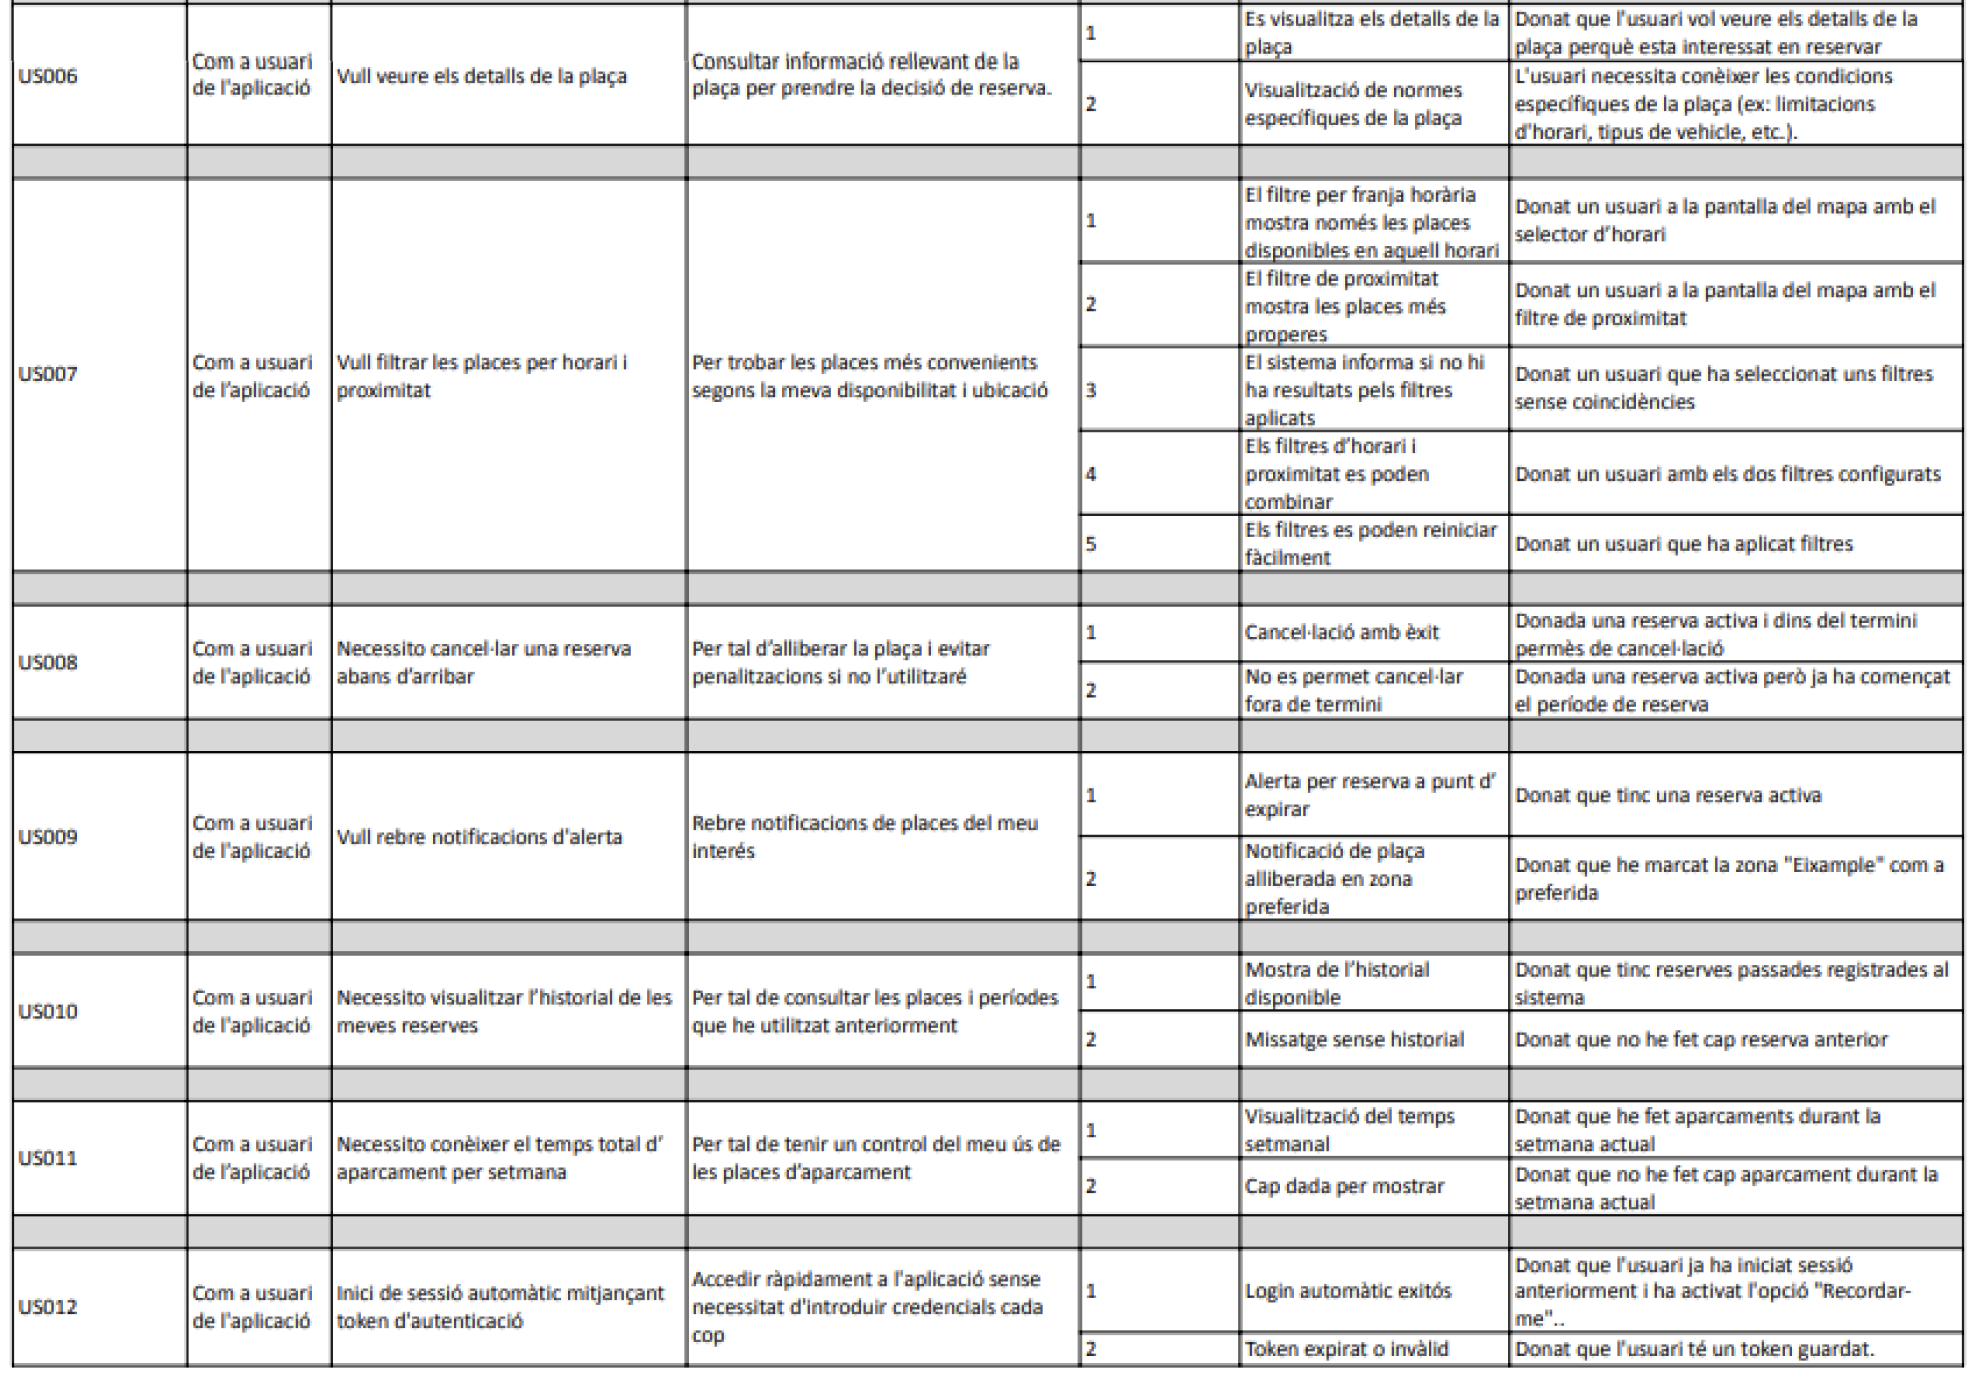 US006
Com a usuari
de l'aplicació
Vull veure els detalls de la plaça
Consultar informació rellevant de la
plaça per prendre la decisió de reserva.
1
Es visualitza els detalls de la
plaça
Donat que l'usuari vol veure els detalls de la
plaça perquè esta interessat en reservar
2
Visualització de normes
específiques de la plaça
L'usuari necessita conèixer les condicions
específiques de la plaça (ex: limitacions
d'horari, tipus de vehicle, etc.).
US007
Com a usuari
de l’aplicació
Vull filtrar les places per horari i
proximitat
Per trobar les places més convenients
segons la meva disponibilitat i ubicació
1
El filtre per franja horària
mostra només les places
disponibles en aquell horari
Donat un usuari a la pantalla del mapa amb el
selector d’horari
2
El filtre de proximitat
mostra les places més
properes
Donat un usuari a la pantalla del mapa amb el
filtre de proximitat
3
El sistema informa si no hi
ha resultats pels filtres
aplicats
Donat un usuari que ha seleccionat uns filtres
sense coincidències
4
Els filtres d’horari i
proximitat es poden
combinar
Donat un usuari amb els dos filtres configurats
5
Els filtres es poden reiniciar
fàcilment
Donat un usuari que ha aplicat filtres
US008
Com a usuari
de l'aplicació
Necessito cancel·lar una reserva
abans d’arribar
Per tal d’alliberar la plaça i evitar
penalitzacions si no l’utilitzaré
1
Cancel·lació amb èxit
Donada una reserva activa i dins del termini
permès de cancel·lació
2
No es permet cancel·lar
fora de termini
Donada una reserva activa però ja ha començat
el període de reserva
US009
Com a usuari
de l'aplicació
Vull rebre notificacions d'alerta
Rebre notificacions de places del meu
interés
1
Alerta per reserva a punt d’
expirar
Donat que tinc una reserva activa
2
Notificació de plaça
alliberada en zona
preferida
Donat que he marcat la zona "Eixample" com a
preferida
US010
Com a usuari
de l'aplicació
Necessito visualitzar l’historial de les
meves reserves
Per tal de consultar les places i períodes
que he utilitzat anteriorment
1
Mostra de l’historial
disponible
Donat que tinc reserves passades registrades al
sistema
2
Missatge sense historial
Donat que no he fet cap reserva anterior
US011
Com a usuari
de l’aplicació
Necessito conèixer el temps total d’
aparcament per setmana
Per tal de tenir un control del meu ús de
les places d’aparcament
1
Visualització del temps
setmanal
Donat que he fet aparcaments durant la
setmana actual
2
Cap dada per mostrar
Donat que no he fet cap aparcament durant la
setmana actual
US012
Com a usuari
de l'aplicació
Inici de sessió automàtic mitjançant
token d'autenticació
Accedir ràpidament a l'aplicació sense
necessitat d'introduir credencials cada
cop
1
Login automàtic exitós
Donat que l'usuari ja ha iniciat sessió
anteriorment i ha activat l'opció "Recordar-
me"..
2
Token expirat o invàlid
Donat que l'usuari té un token guardat.